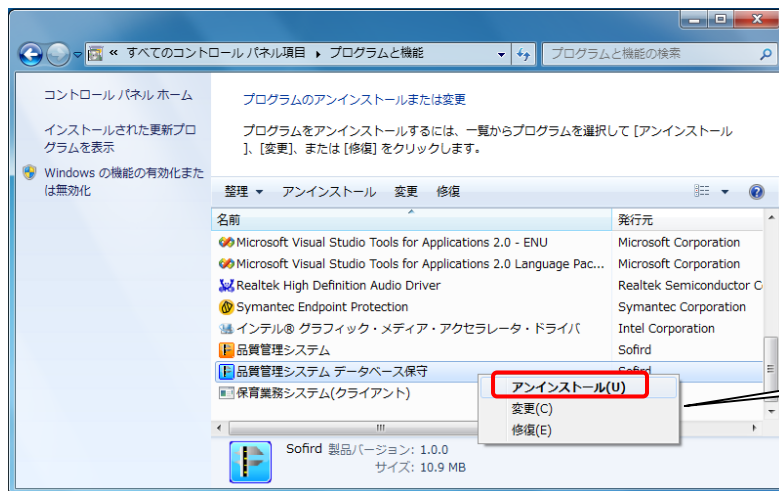 « すべてのコントロール パネル項目 ▸ プログラムと機能
プログラムと機能の検索
コントロール パネル ホーム
インストールされた更新プロ
グラムを表示
Windows の機能の有効化また
は無効化
プログラムのアンインストールまたは変更
プログラムをアンインストールするには、一覧からプログラムを選択して [アンインストール
]、[変更]、または [修復] をクリックします。
整理 ▼ アンインストール 変更 修復
名前 発行元
Microsoft Visual Studio Tools for Applications 2.0 - ENU Microsoft Corporation
Microsoft Visual Studio Tools for Applications 2.0 Language Pac... Microsoft Corporation
Realtek High Definition Audio Driver Realtek Semiconductor
Symantec Endpoint Protection Symantec Corporation
インテル® グラフィック・メディア・アクセラレータ・ドライバ Intel Corporation
品質管理システム Sofird
品質管理システム データベース保守
保育業務システム(クライアント)
アンインストール(U)
変更(C)
修復(E)
Sofird 製品バージョン: 1.0.0
サイズ: 10.9 MB